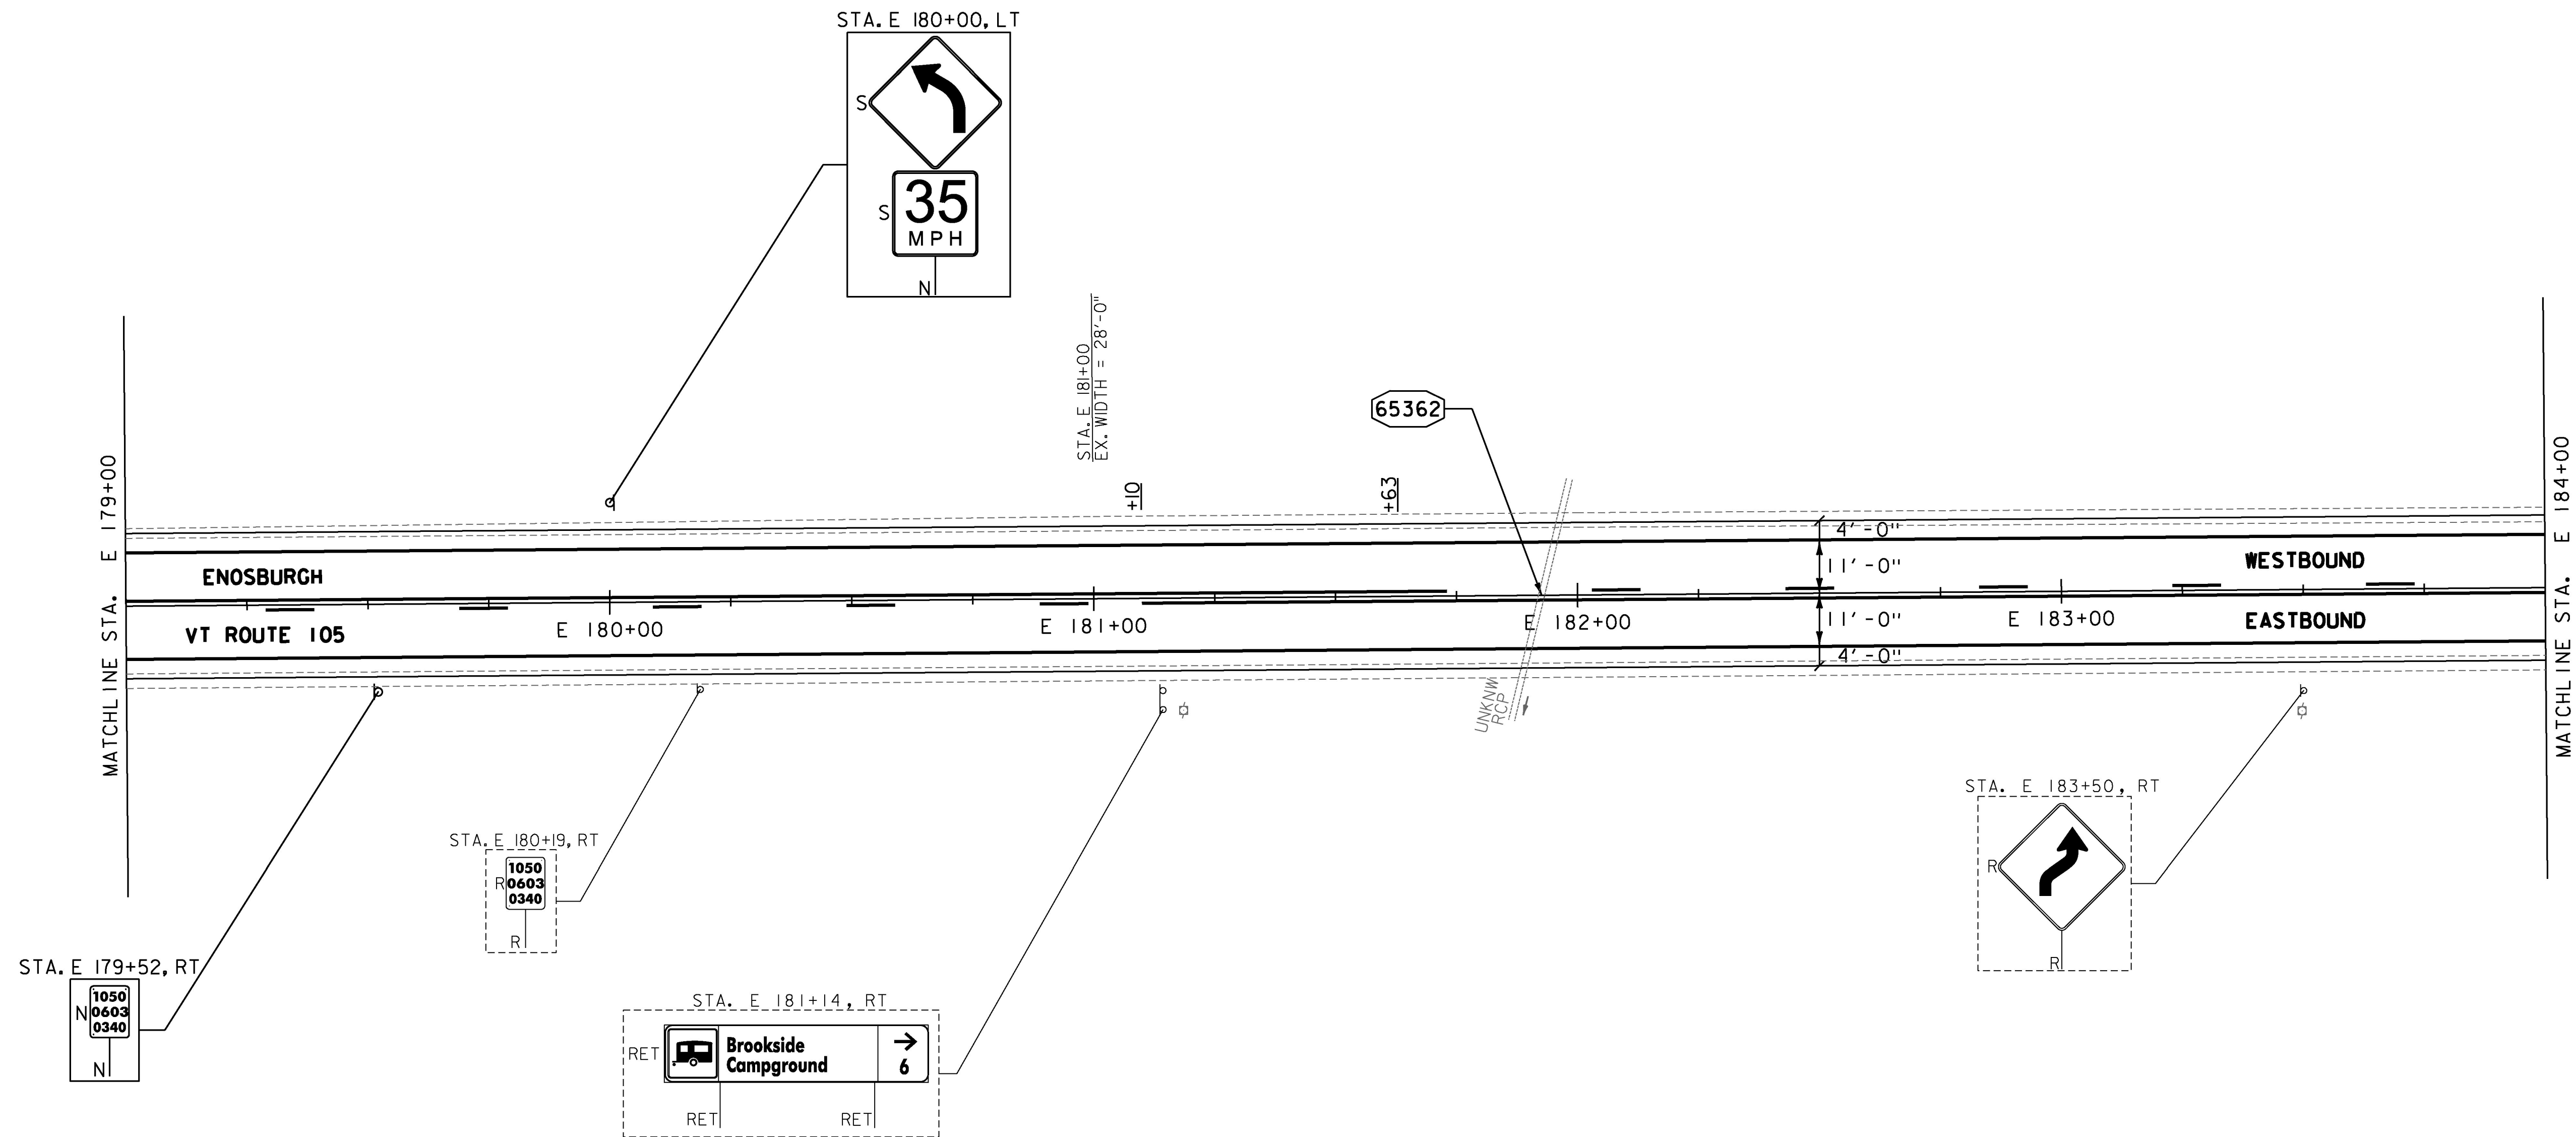 STA. E 180+00, LT
S
S
35
MPH
N
STA. E 181+00
EX. WIDTH = 28'-0"
65362
+10
+63
MATCHLINE STA. E 179+00
MATCHLINE STA. E 184+00
4'-0"
11'-0"
ENOSBURGH
WESTBOUND
VT ROUTE 105
E 180+00
E 181+00
E 182+00
11'-0"
E 183+00
EASTBOUND
4'-0"
UNKNW
RCP
STA. E 183+50, RT
R
R
STA. E 180+19, RT
1050
R 0603
0340
R
STA. E 179+52, RT
1050
N 0603
0340
N
STA. E 181+14, RT
RET
Brookside
Campground
6
RET RET